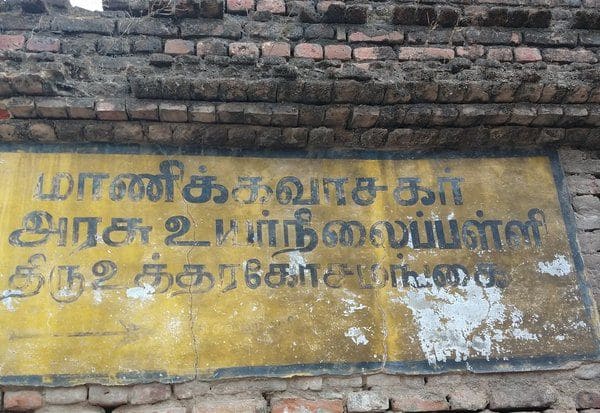 மாணிக்கவாசகர்
அரசு உயர்நிலைப்பள்ளி
திருஉத்தரகோசமங்கை